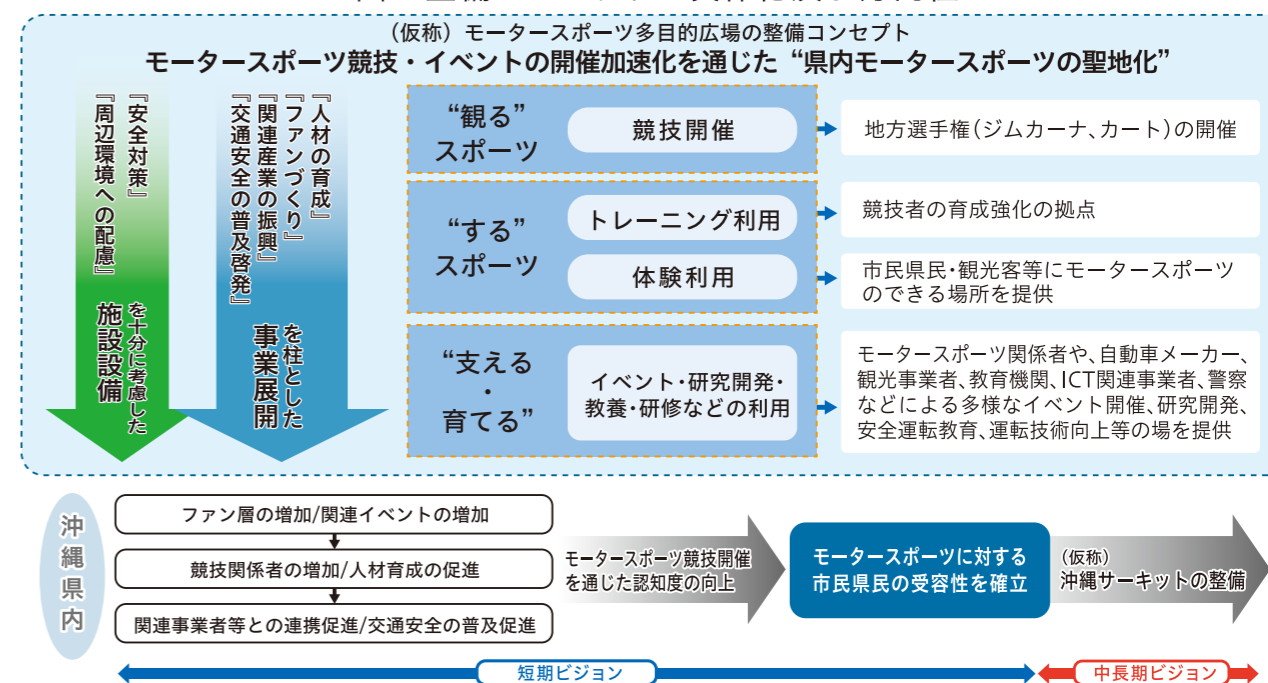 (仮称)モータースポーツ多目的広場の整備コンセプト
モータースポーツ競技・イベントの開催加速化を通じた “県内モータースポーツの聖地化”
『安全対策』
『周辺環境への配慮』
を十分に考慮した
施設設備
『人材の育成』
『ファンづくり』
『関連産業の振興』
『交通安全の普及啓発』
を柱とした
事業展開
“観る”
スポーツ
競技開催
地方選手権(ジムカーナ、カート)の開催
“する”
スポーツ
トレーニング利用
競技者の育成強化の拠点
体験利用
市民県民・観光客等にモータースポーツ
のできる場所を提供
“支える
・
育てる”
イベント・研究開発・
教養・研修などの利用
モータースポーツ関係者や、自動車メーカー、
観光事業者、教育機関、ICT関連事業者、警察
などによる多様なイベント開催、研究開発、
安全運転教育、運転技術向上等の場を提供
沖縄県内
ファン層の増加/関連イベントの増加
競技関係者の増加/人材育成の促進
関連事業者等との連携促進/交通安全の普及促進
モータースポーツ競技開催
を通じた認知度の向上
モータースポーツに対する
市民県民の受容性を確立
(仮称)
沖縄サーキットの整備
短期ビジョン
中長期ビジョン